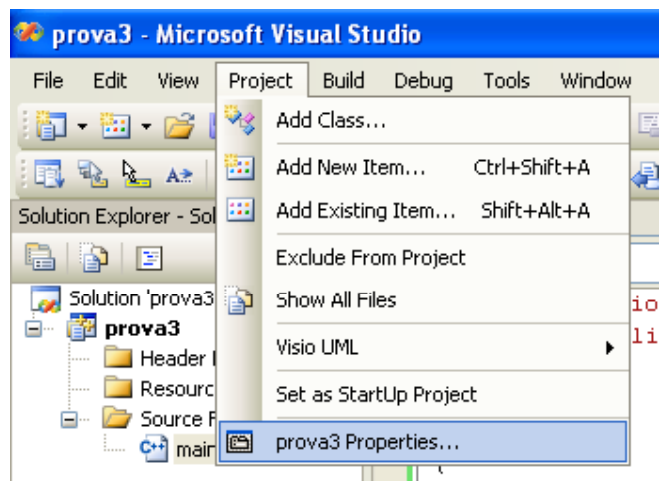 prova3 - Microsoft Visual Studio
File Edit View Project Build Debug Tools Window
Add Class...
Add New Item... Ctrl+Shift+A
Add Existing Item... Shift+Alt+A
Solution Explorer - Sol
Exclude From Project
Solution 'prova3
Show All Files
io
prova3
li
Header
Visio UML
Resourc
Set as StartUp Project
Source F
prova3 Properties...
main
{